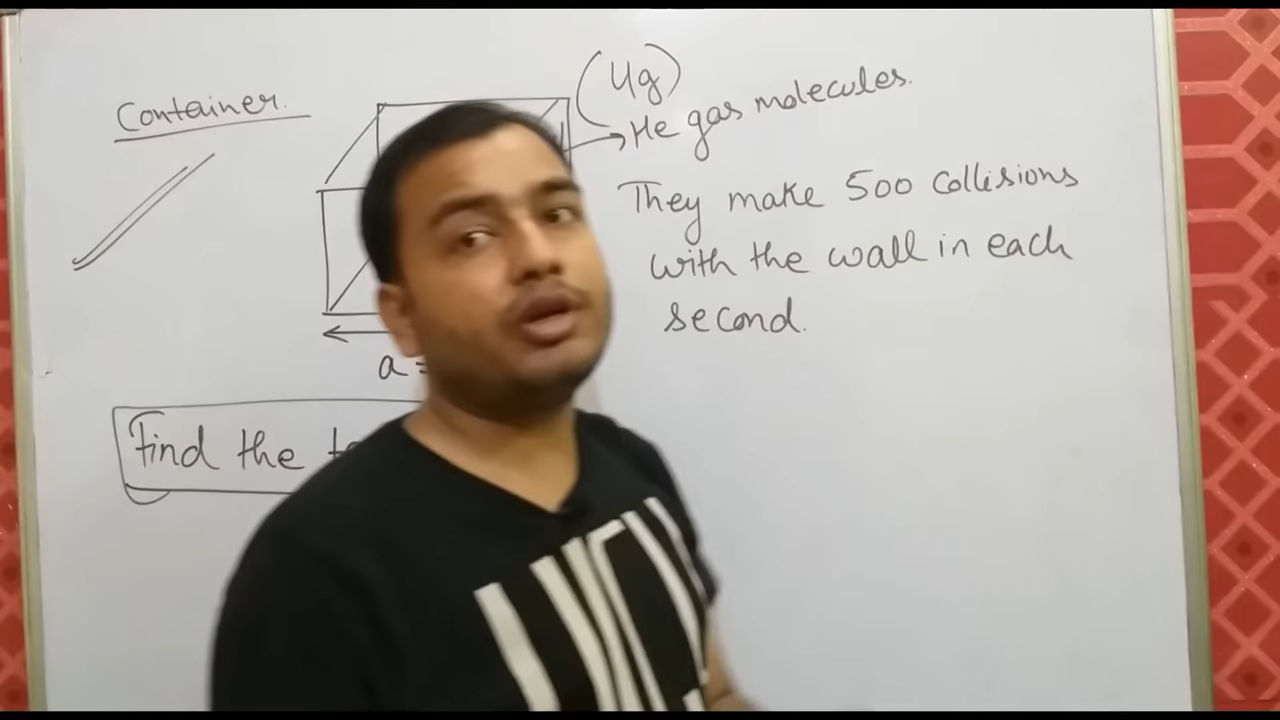 Container.
(4g)
He gas molecules.
They make 500 Collisions
with the wall in each
second.
a =
Find the